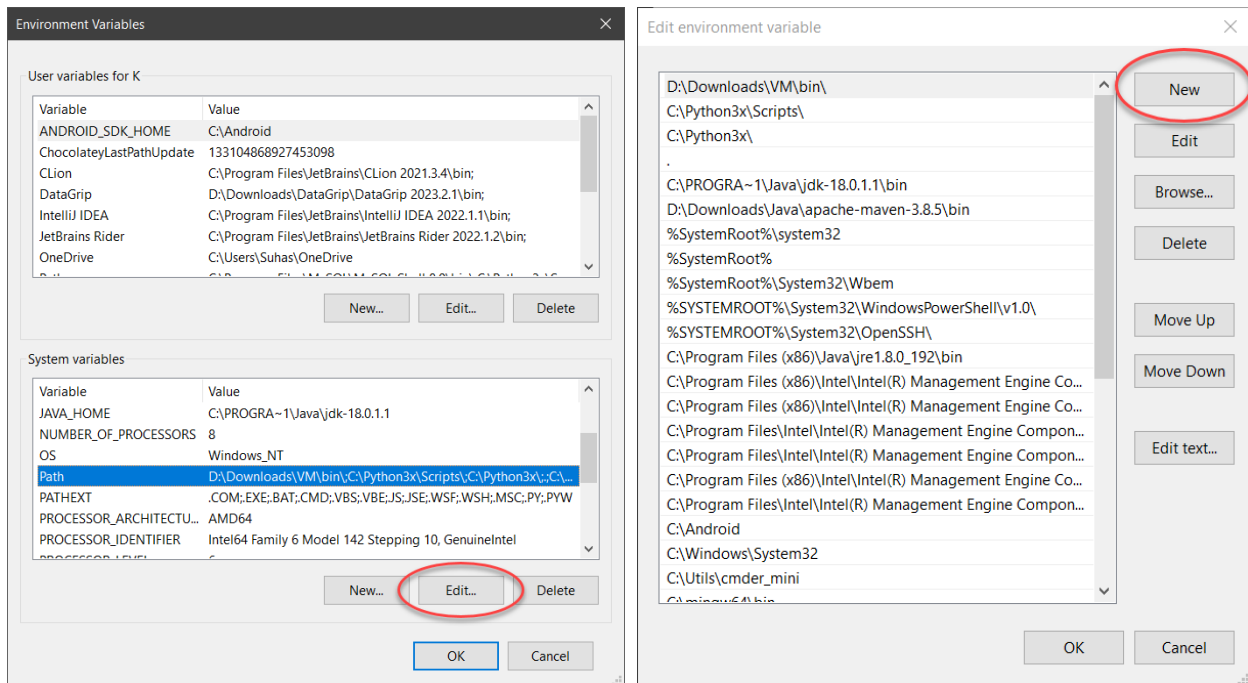 Environment Variables
User variables for K
Variable Value
ANDROID_SDK_HOME C:\Android
ChocolateyLastPathUpdate 133104868927453098
CLion C:\Program Files\JetBrains\CLion 2021.3.4\bin;
DataGrip D:\Downloads\DataGrip\DataGrip 2023.2.1\bin;
IntelliJ IDEA C:\Program Files\JetBrains\IntelliJ IDEA 2022.1.1\bin;
JetBrains Rider C:\Program Files\JetBrains\JetBrains Rider 2022.1.2\bin;
OneDrive C:\Users\Suhas\OneDrive
New... Edit... Delete
System variables
Variable Value
JAVA_HOME C:\PROGRA~1\Java\jdk-18.0.1.1
NUMBER_OF_PROCESSORS 8
OS Windows_NT
Path D:\Downloads\VM\bin\;C:\Python3x\Scripts\;C:\Python3x\;.;C:\...
PATHEXT .COM;.EXE;.BAT;.CMD;.VBS;.VBE;.JS;.JSE;.WSF;.WSH;.MSC;.PY;.PYW
PROCESSOR_ARCHITECTU... AMD64
PROCESSOR_IDENTIFIER Intel64 Family 6 Model 142 Stepping 10, GenuineIntel
New... Edit... Delete
OK Cancel
Edit environment variable
D:\Downloads\VM\bin\
C:\Python3x\Scripts\
C:\Python3x\
.
C:\PROGRA~1\Java\jdk-18.0.1.1\bin
D:\Downloads\Java\apache-maven-3.8.5\bin
%SystemRoot%\system32
%SystemRoot%
%SystemRoot%\System32\Wbem
%SYSTEMROOT%\System32\WindowsPowerShell\v1.0\
%SYSTEMROOT%\System32\OpenSSH\
C:\Program Files (x86)\Java\jre1.8.0_192\bin
C:\Program Files (x86)\Intel\Intel(R) Management Engine Co...
C:\Program Files (x86)\Intel\Intel(R) Management Engine Co...
C:\Program Files\Intel\Intel(R) Management Engine Compon...
C:\Program Files\Intel\Intel(R) Management Engine Compon...
C:\Program Files (x86)\Intel\Intel(R) Management Engine Co...
C:\Program Files\Intel\Intel(R) Management Engine Compon...
C:\Android
C:\Windows\System32
C:\Utils\cmder_mini
New
Edit
Browse...
Delete
Move Up
Move Down
Edit text...
OK Cancel